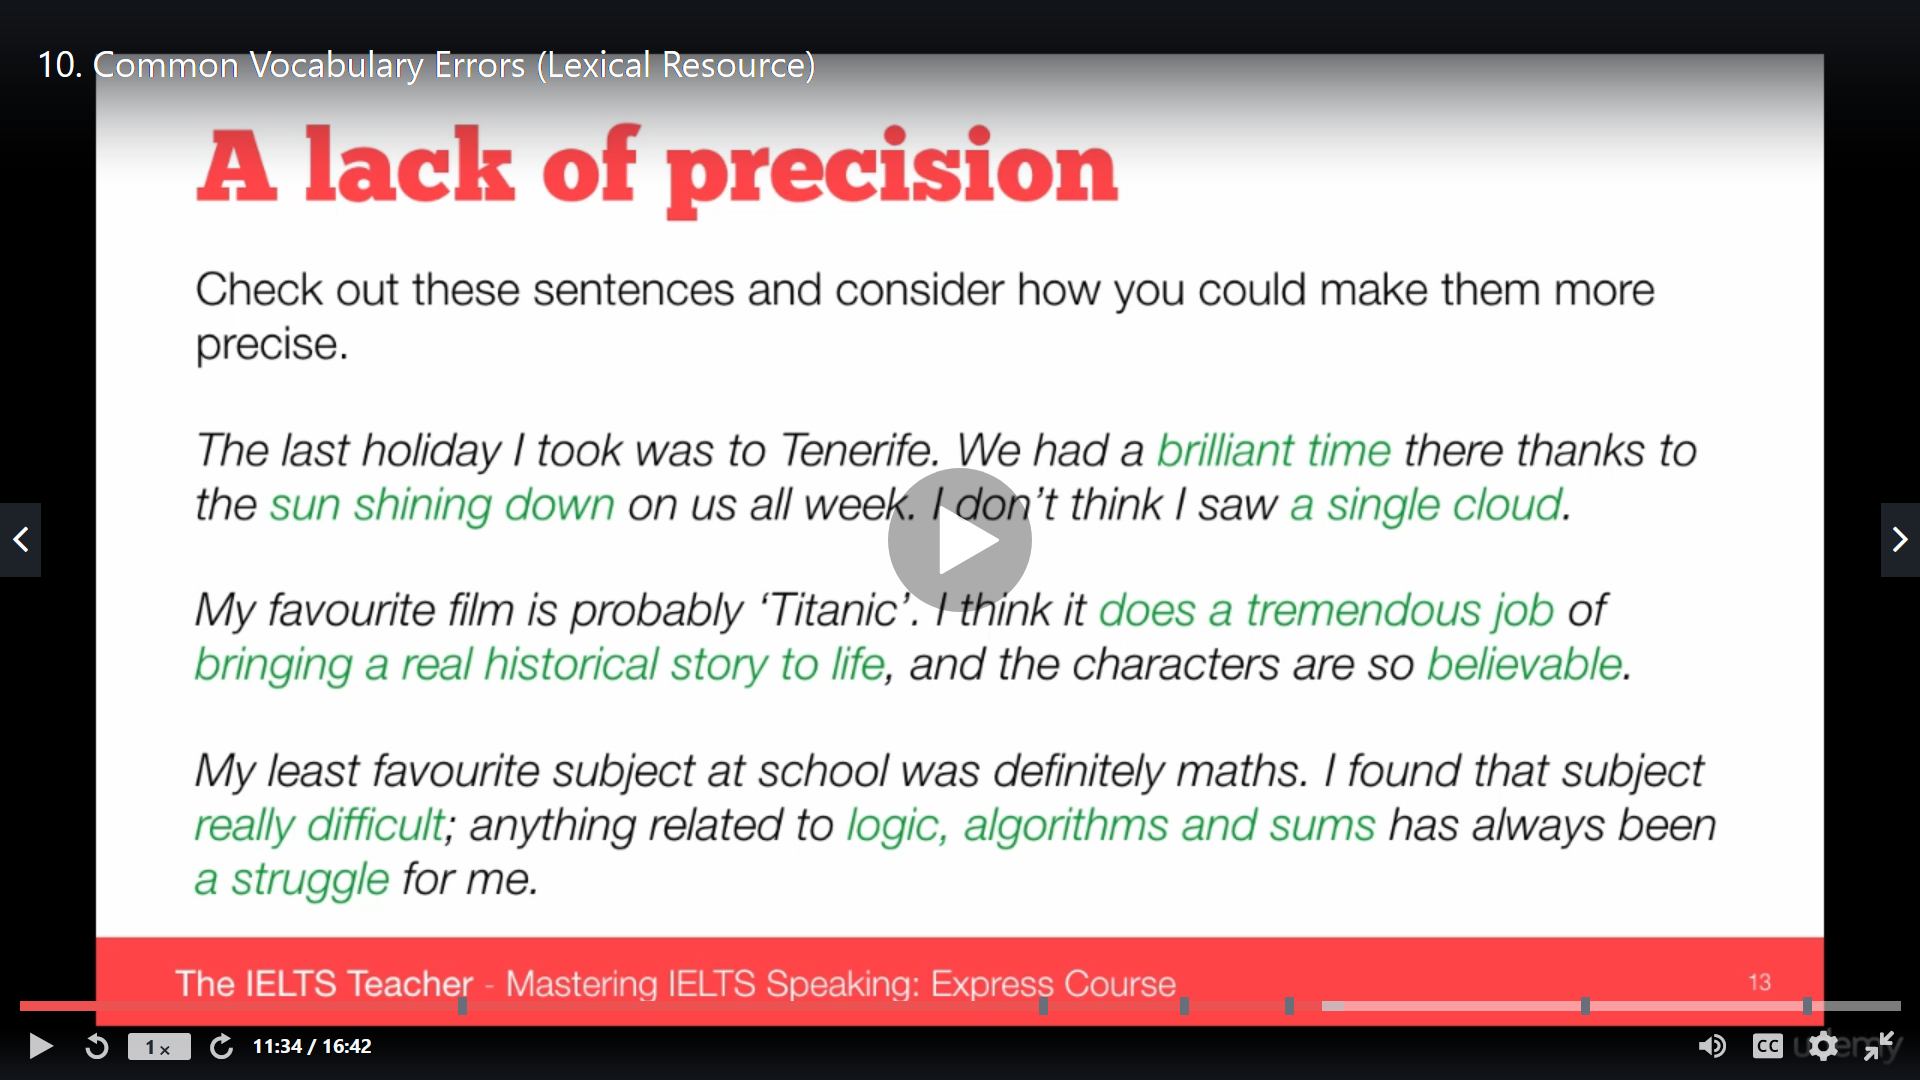 10. Common Vocabulary Errors (Lexical Resource)
A lack of precision
Check out these sentences and consider how you could make them more
precise.
The last holiday I took was to Tenerife. We had a brilliant time there thanks to
the sun shining down on us all week. I don't think I saw a single cloud.
My favourite film is probably ‘Titanic’. I think it does a tremendous job of
bringing a real historical story to life, and the characters are so believable.
My least favourite subject at school was definitely maths. I found that subject
really difficult; anything related to logic, algorithms and sums has always been
a struggle for me.
The IELTS Teacher - Mastering IELTS Speaking: Express Course
13
1x
11:34 / 16:42
CC
udemy